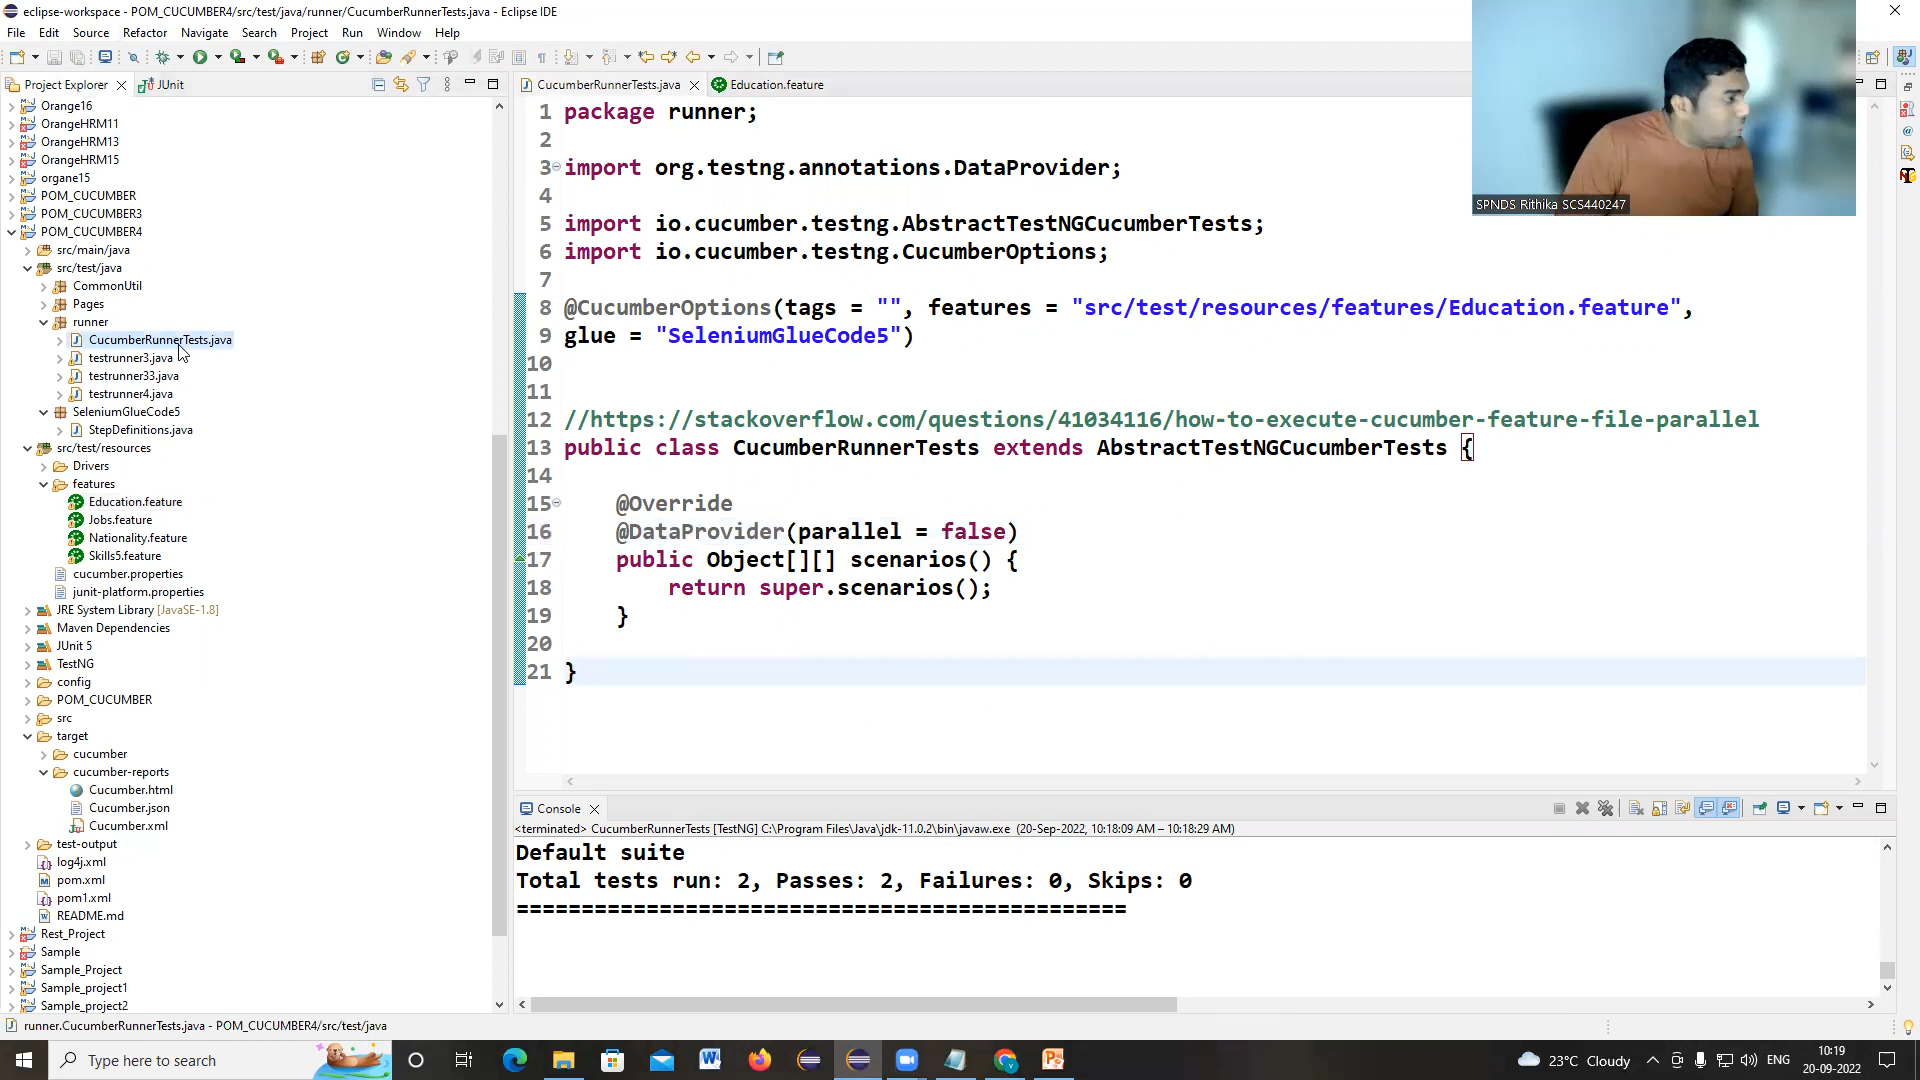 eclipse-workspace - POM_CUCUMBER4/src/test/java/runner/CucumberRunnerTests.java - Eclipse IDE
File Edit Source Refactor Navigate Search Project Run Window Help
Project Explorer JUnit
Orange16
OrangeHRM11
OrangeHRM13
OrangeHRM15
organe15
POM_CUCUMBER
POM_CUCUMBER3
POM_CUCUMBER4
src/main/java
src/test/java
CommonUtil
Pages
runner
CucumberRunnerTests.java
testrunner3.java
testrunner33.java
testrunner4.java
SeleniumGlueCode5
StepDefinitions.java
src/test/resources
Drivers
features
Education.feature
Jobs.feature
Nationality.feature
Skills5.feature
cucumber.properties
junit-platform.properties
JRE System Library [JavaSE-1.8]
Maven Dependencies
JUnit 5
TestNG
config
POM_CUCUMBER
src
target
cucumber
cucumber-reports
Cucumber.html
Cucumber.json
Cucumber.xml
test-output
log4j.xml
pom.xml
pom1.xml
README.md
Rest_Project
Sample
Sample_Project
Sample_project1
Sample_project2
CucumberRunnerTests.java Education.feature
1 package runner;
2
3 import org.testng.annotations.DataProvider;
4
5 import io.cucumber.testng.AbstractTestNGCucumberTests;
6 import io.cucumber.testng.CucumberOptions;
7
8 @CucumberOptions(tags = "", features = "src/test/resources/features/Education.feature",
9 glue = "SeleniumGlueCode5")
10
11
12 //https://stackoverflow.com/questions/41034116/how-to-execute-cucumber-feature-file-parallel
13 public class CucumberRunnerTests extends AbstractTestNGCucumberTests {
14
15 @Override
16 @DataProvider(parallel = false)
17 public Object[][] scenarios() {
18 return super.scenarios();
19 }
20
21 }
SPNDS Rithika SCS440247
Console
<terminated> CucumberRunnerTests [TestNG] C:\Program Files\Java\jdk-11.0.2\bin\javaw.exe (20-Sep-2022, 10:18:09 AM – 10:18:29 AM)
Default suite
Total tests run: 2, Passes: 2, Failures: 0, Skips: 0
===============================================
runner.CucumberRunnerTests.java - POM_CUCUMBER4/src/test/java
Type here to search
23°C Cloudy
ENG
10:19
20-09-2022